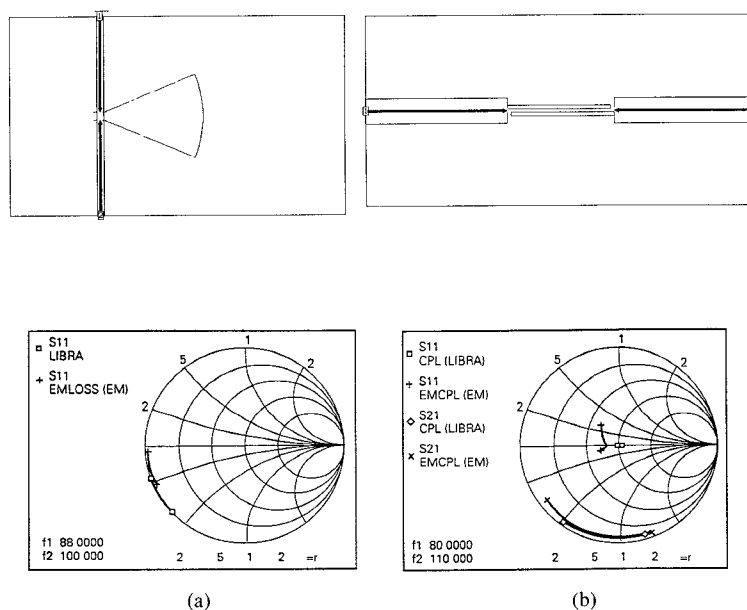 S11
LIBRA
S11
EMLOSS (EM)
1
5
2
2
f1 88 0000
f2 100 000
2 5 1 2 =r
(a)
S11
CPL (LIBRA)
S11
EMCPL (EM)
S21
CPL (LIBRA)
S21
EMCPL (EM)
1
5
2
2
f1 80 0000
f2 110 000
2 5 1 2 =r
(b)